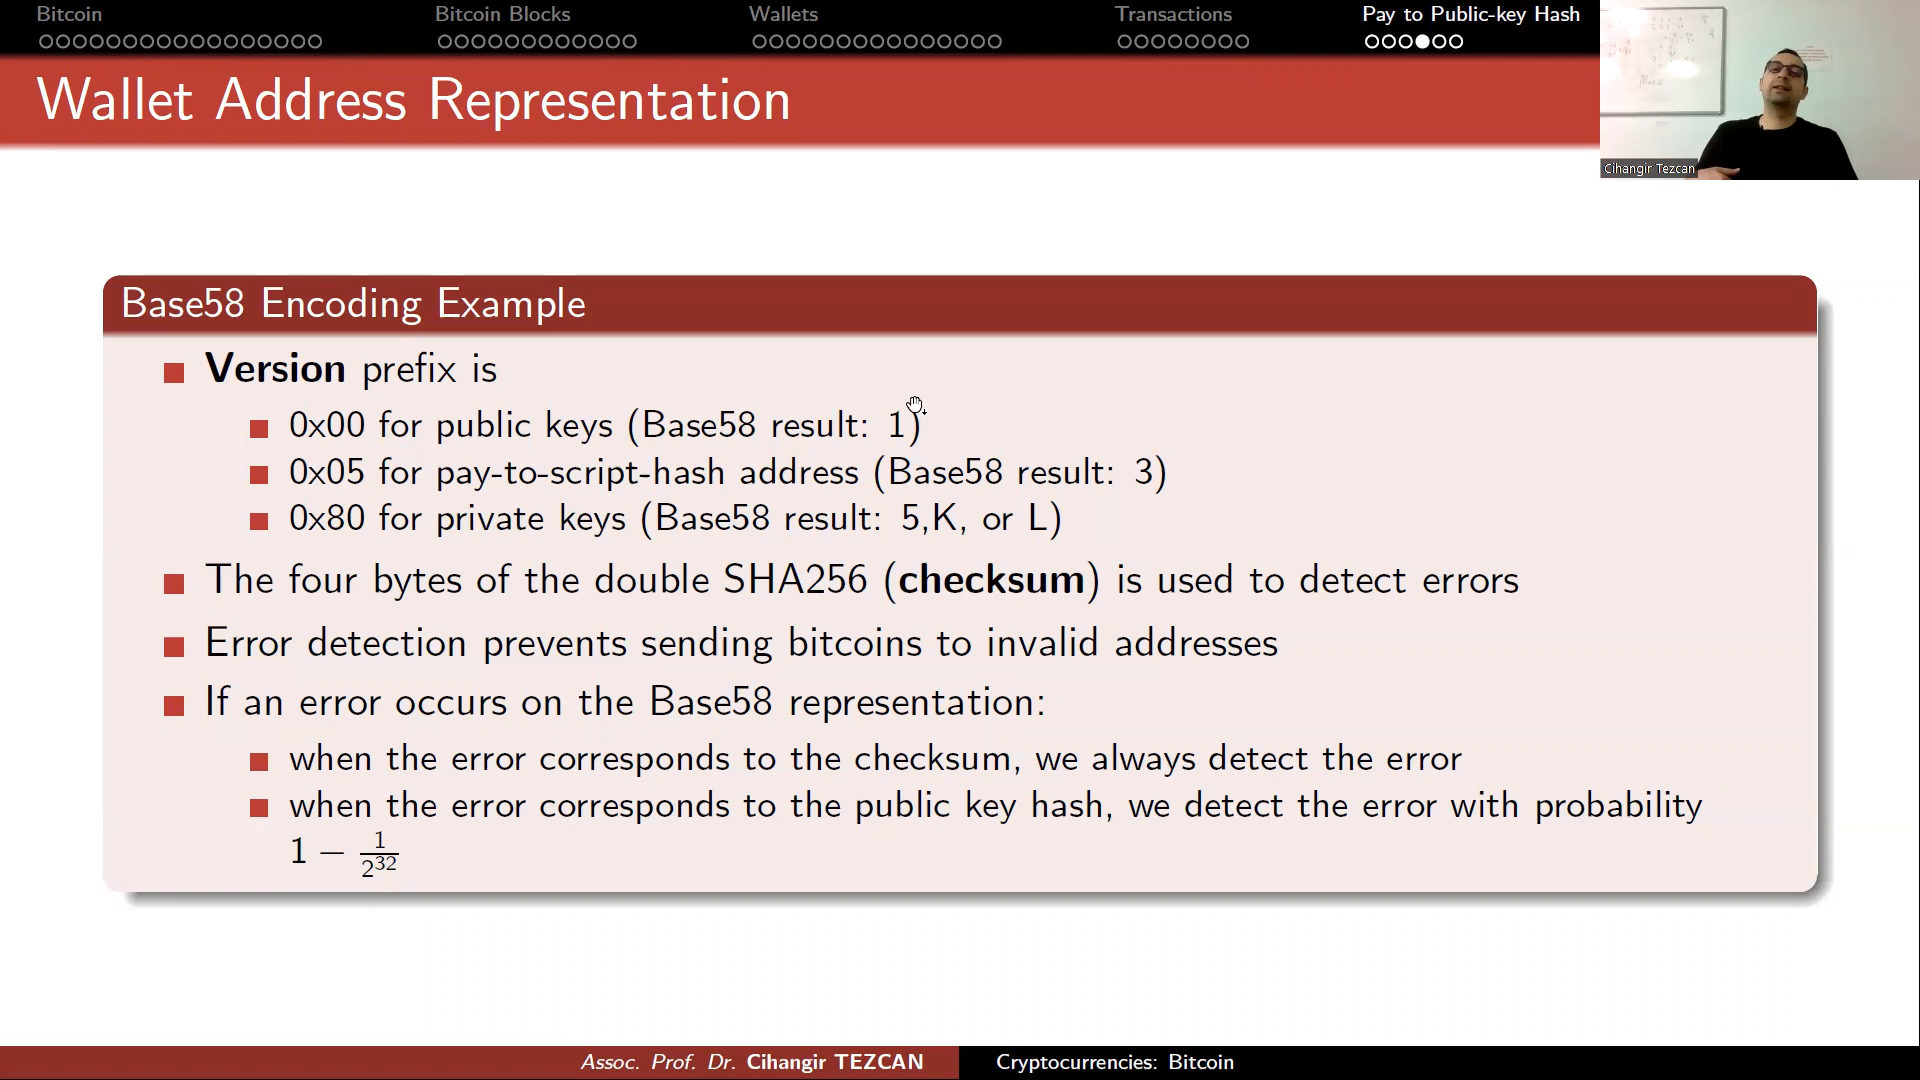 Bitcoin Bitcoin Blocks Wallets Transactions Pay to Public-key Hash
Wallet Address Representation
Cihangir Tezcan
Base58 Encoding Example
Version prefix is
0x00 for public keys (Base58 result: 1)
0x05 for pay-to-script-hash address (Base58 result: 3)
0x80 for private keys (Base58 result: 5,K, or L)
The four bytes of the double SHA256 (checksum) is used to detect errors
Error detection prevents sending bitcoins to invalid addresses
If an error occurs on the Base58 representation:
when the error corresponds to the checksum, we always detect the error
when the error corresponds to the public key hash, we detect the error with probability
1 − 1/2^32
Assoc. Prof. Dr. Cihangir TEZCAN Cryptocurrencies: Bitcoin